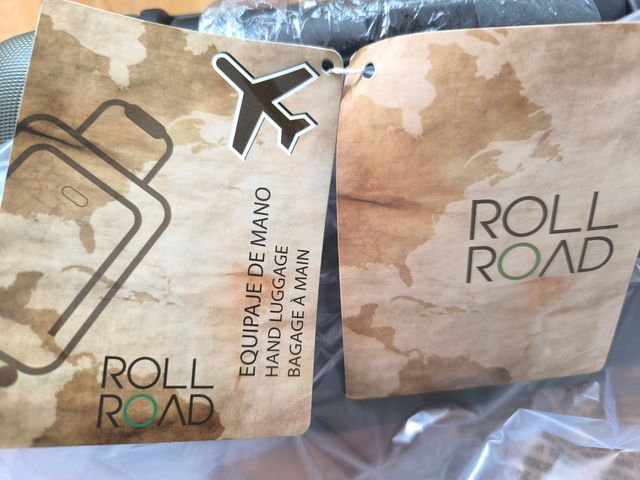 EQUIPAJE DE MANO
HAND LUGGAGE
BAGAGE À MAIN
ROLL
ROAD
ROLL
ROAD